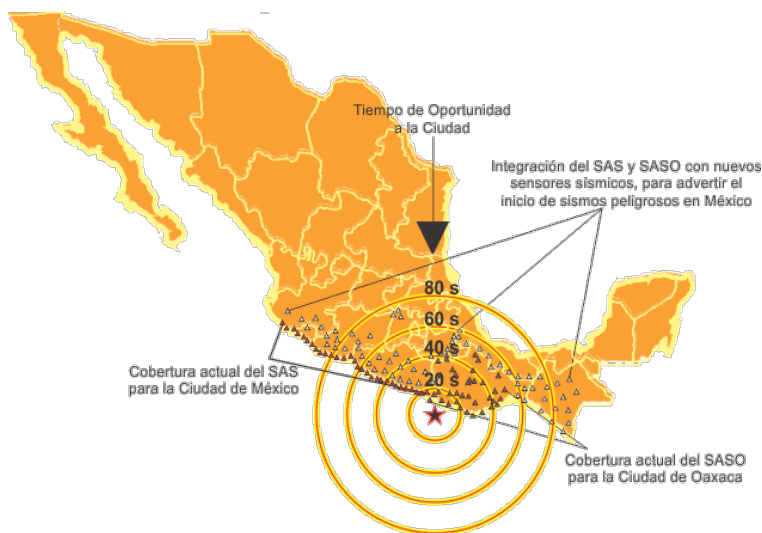 Tiempo de Oportunidad
a la Ciudad
Integración del SAS y SASO con nuevos
sensores sísmicos, para advertir el
inicio de sismos peligrosos en México
80 s
60 s
40 s
20 s
Cobertura actual del SAS
para la Ciudad de México
Cobertura actual del SASO
para la Ciudad de Oaxaca